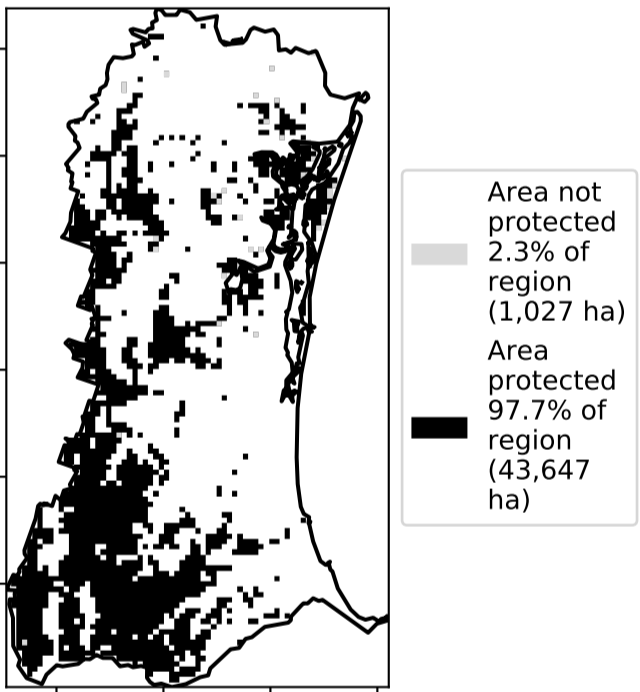 Area not
protected
2.3% of
region
(1,027 ha)
Area
protected
97.7% of
region
(43,647
ha)